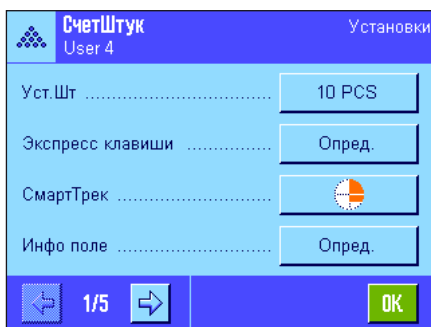 СчетШтук
Установки
User 4
Уст.Шт ................................ 10 PCS
Экспресс клавиши ............... Опред.
СмартТрек ...........................
Инфо поле .......................... Опред.
1/5
OK